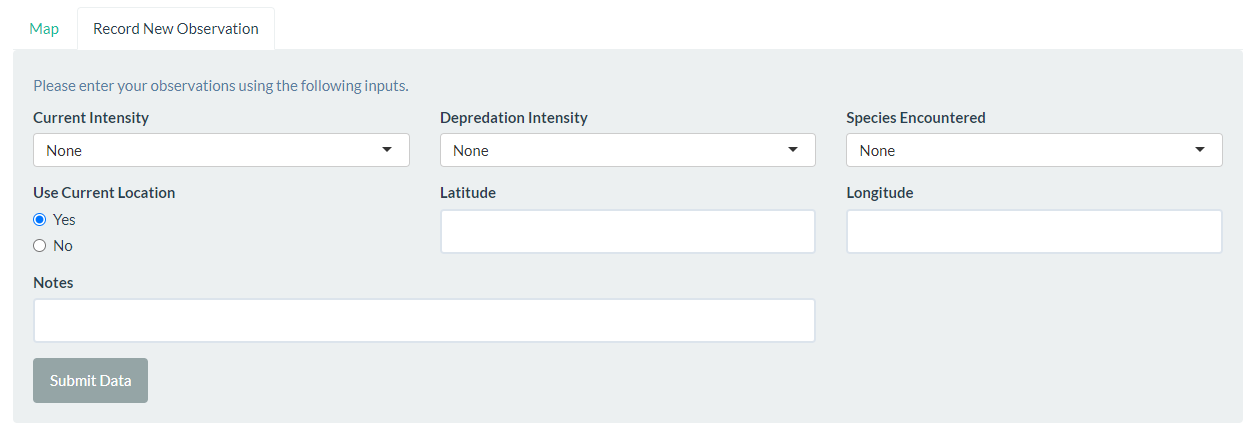 Map
Record New Observation
Please enter your observations using the following inputs.
Current Intensity
Depredation Intensity
Species Encountered
None
None
None
Use Current Location
Latitude
Longitude
Yes
No
Notes
Submit Data